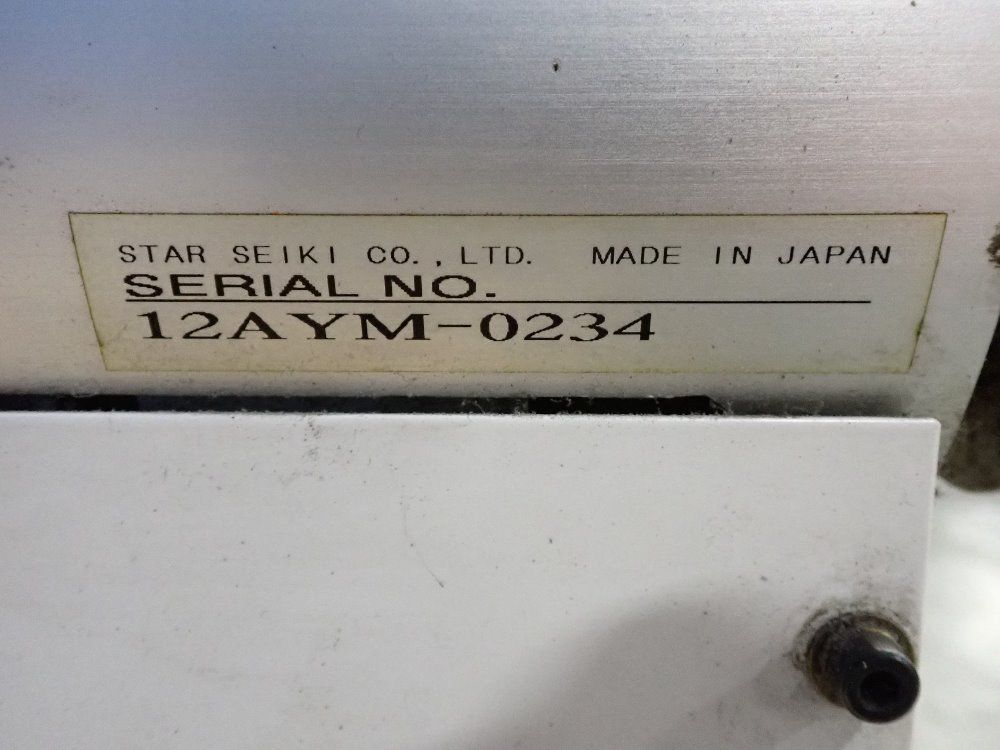 STAR SEIKI CO., LTD. MADE IN JAPAN
SERIAL NO.
12AYM-0234